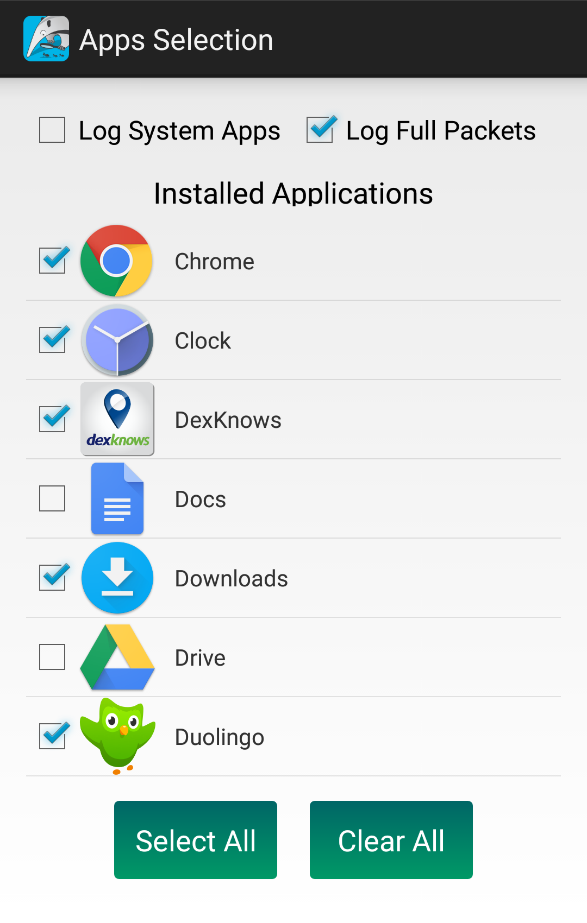 Apps Selection
Log System Apps Log Full Packets
Installed Applications
Chrome
Clock
dexknows DexKnows
Docs
Downloads
Drive
Duolingo
Select All Clear All